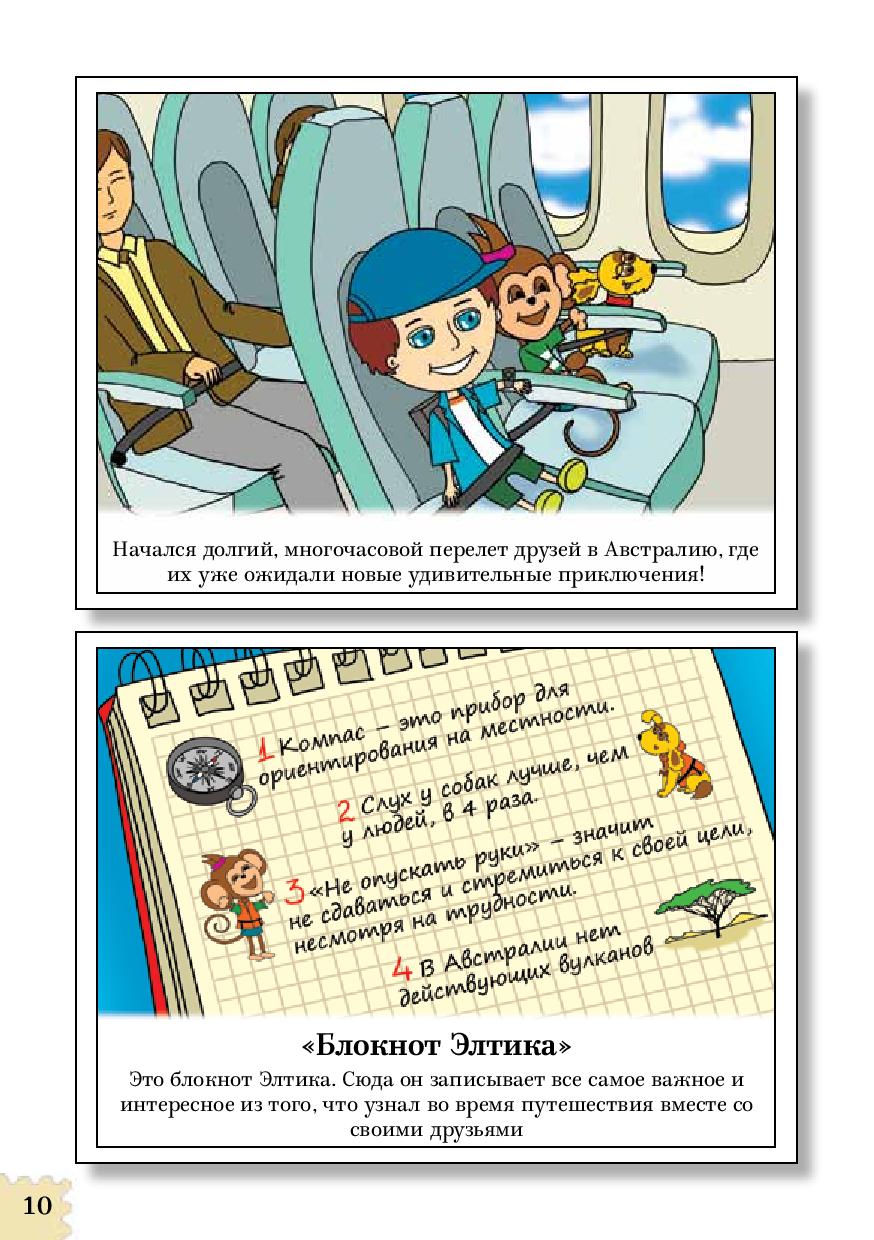 Начался долгий, многочасовой перелет друзей в Австралию, где
их уже ожидали новые удивительные приключения!
1 Компас – это прибор для
ориентирования на местности.
2 Слух у собак лучше, чем
у людей, в 4 раза.
3 «Не опускать руки» – значит
не сдаваться и стремиться к своей цели,
несмотря на трудности.
4 В Австралии нет
действующих вулканов
«Блокнот Элтика»
Это блокнот Элтика. Сюда он записывает все самое важное и
интересное из того, что узнал во время путешествия вместе со
своими друзьями
10